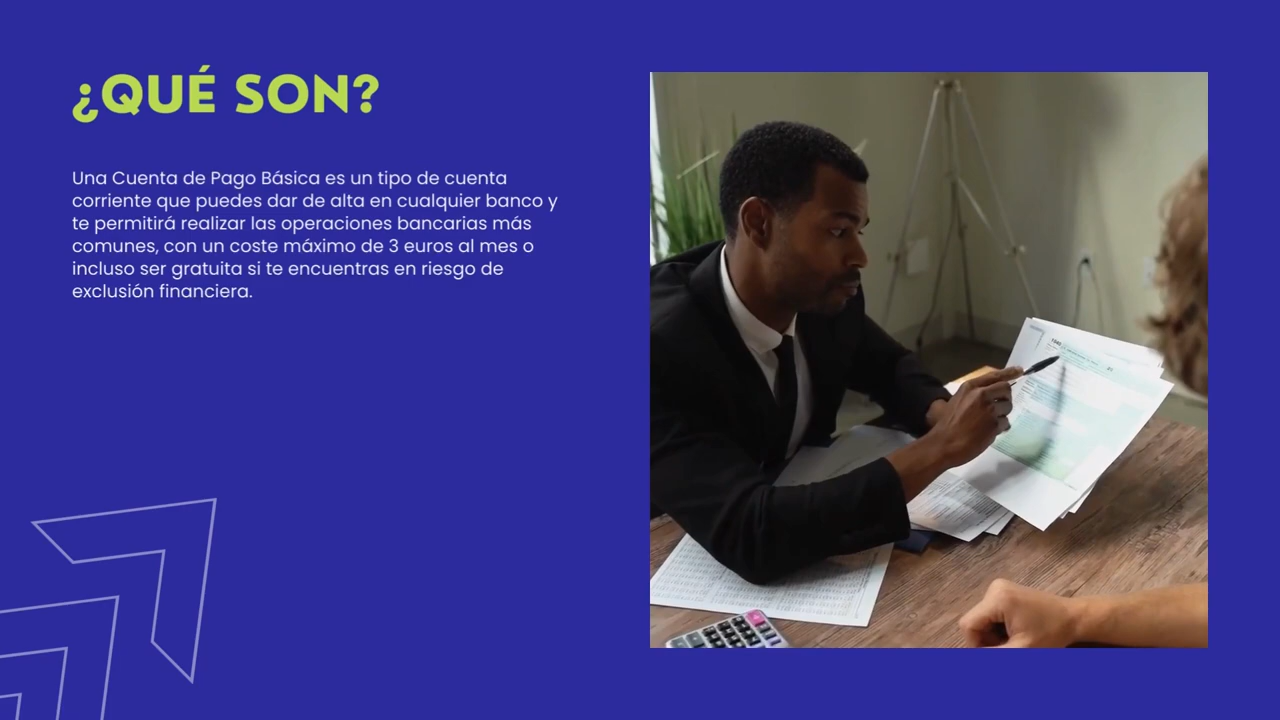 ¿QUÉ SON?
Una Cuenta de Pago Básica es un tipo de cuenta
corriente que puedes dar de alta en cualquier banco y
te permitirá realizar las operaciones bancarias más
comunes, con un coste máximo de 3 euros al mes o
incluso ser gratuita si te encuentras en riesgo de
exclusión financiera.